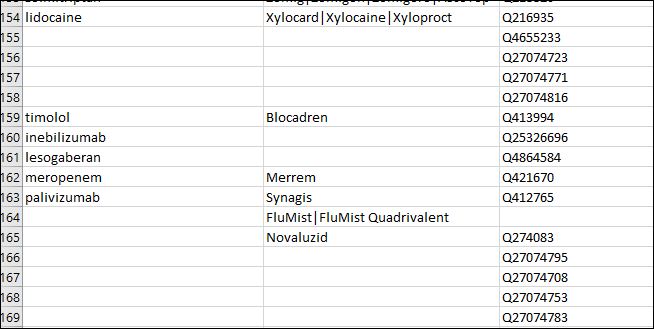 154 lidocaine Xylocard|Xylocaine|Xyloproct Q216935
155 Q4655233
156 Q27074723
157 Q27074771
158 Q27074816
159 timolol Blocadren Q413994
160 inebilizumab Q25326696
161 lesogaberan Q4864584
162 meropenem Merrem Q421670
163 palivizumab Synagis Q412765
164 FluMist|FluMist Quadrivalent
165 Novaluzid Q274083
166 Q27074795
167 Q27074708
168 Q27074753
169 Q27074783